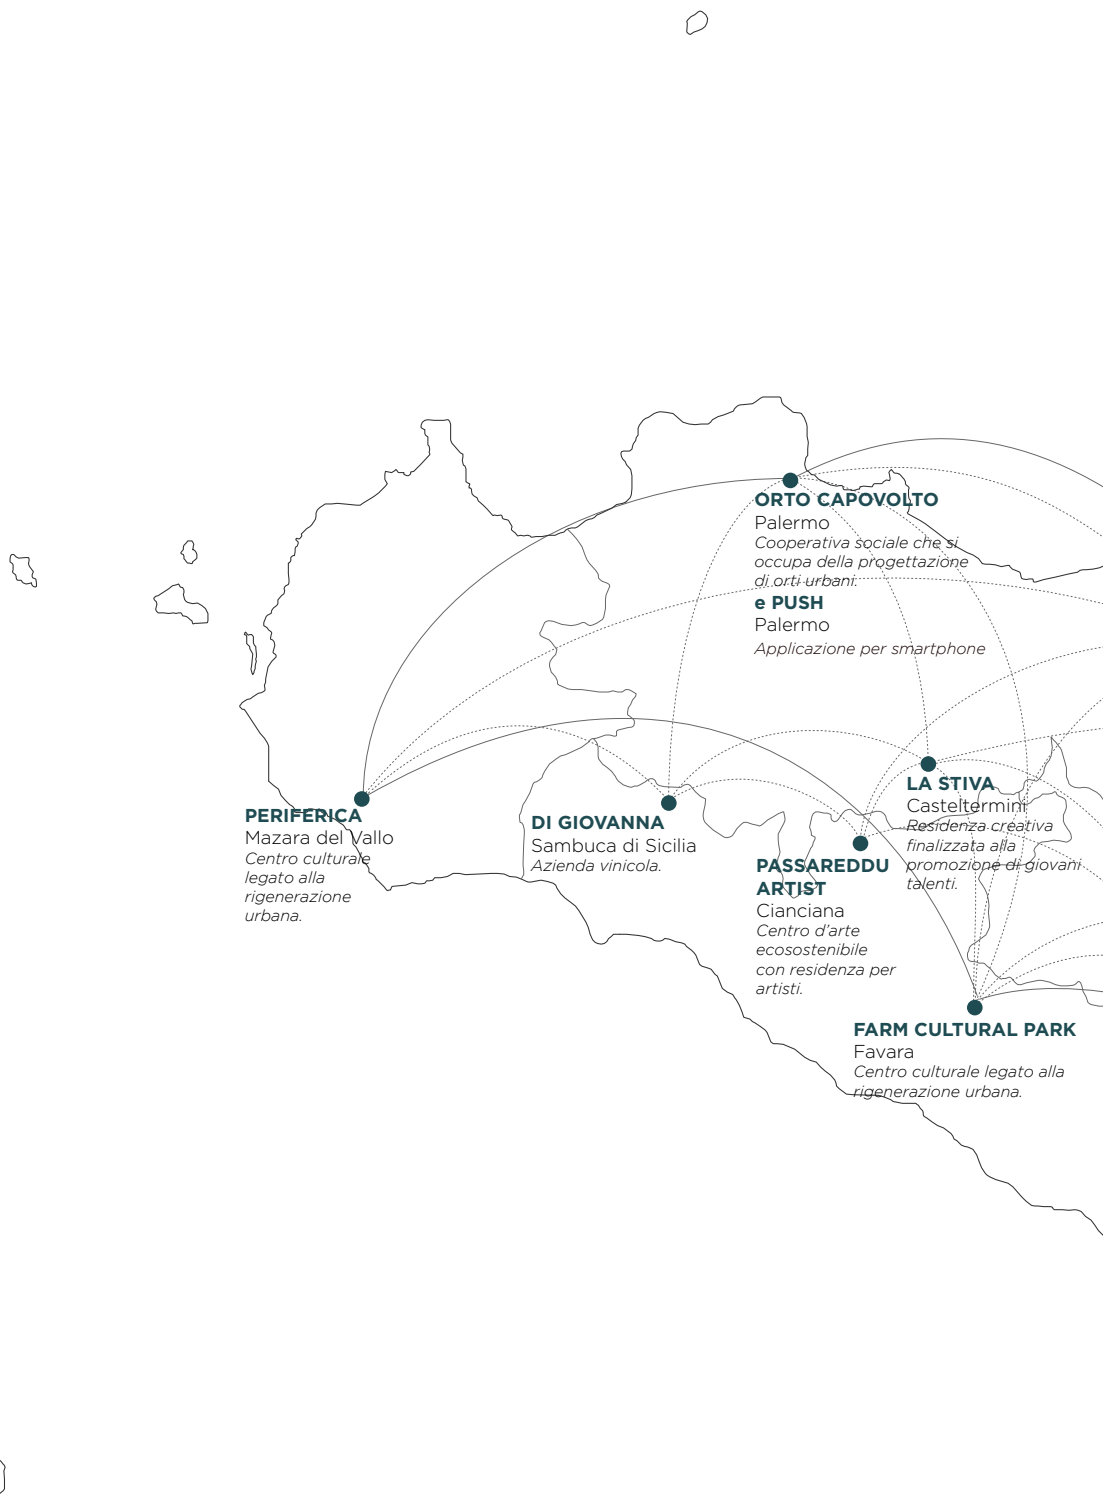 ORTO CAPOVOLTO
Palermo
Cooperativa sociale che si
occupa della progettazione
di orti urbani.
e PUSH
Palermo
Applicazione per smartphone
PERIFERICA
Mazara del Vallo
Centro culturale
legato alla
rigenerazione
urbana.
DI GIOVANNA
Sambuca di Sicilia
Azienda vinicola.
LA STIVA
Casteltermini
Residenza creativa
finalizzata alla
promozione di giovani
talenti.
PASSAREDDU
ARTIST
Cianciana
Centro d'arte
ecosostenibile
con residenza per
artisti.
FARM CULTURAL PARK
Favara
Centro culturale legato alla
rigenerazione urbana.